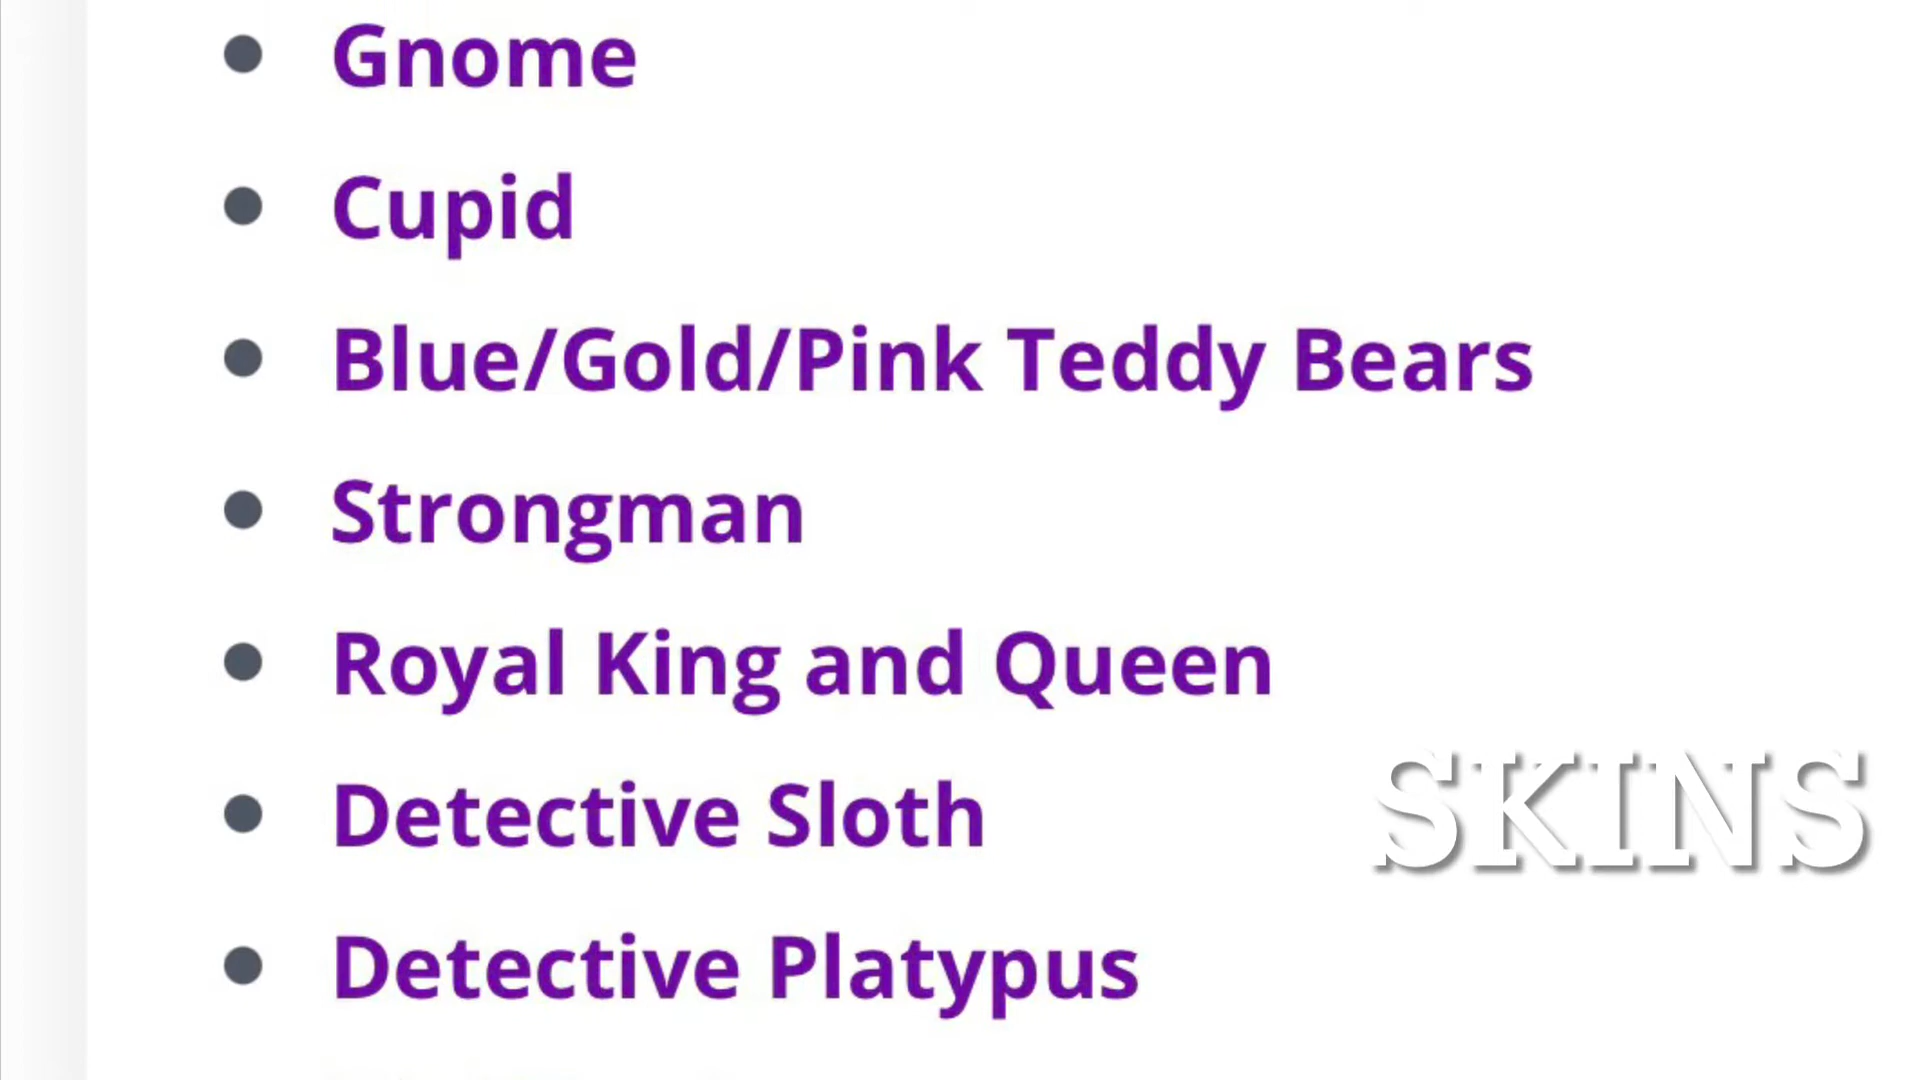 Gnome
Cupid
Blue/Gold/Pink Teddy Bears
Strongman
Royal King and Queen
Detective Sloth
SKINS
Detective Platypus